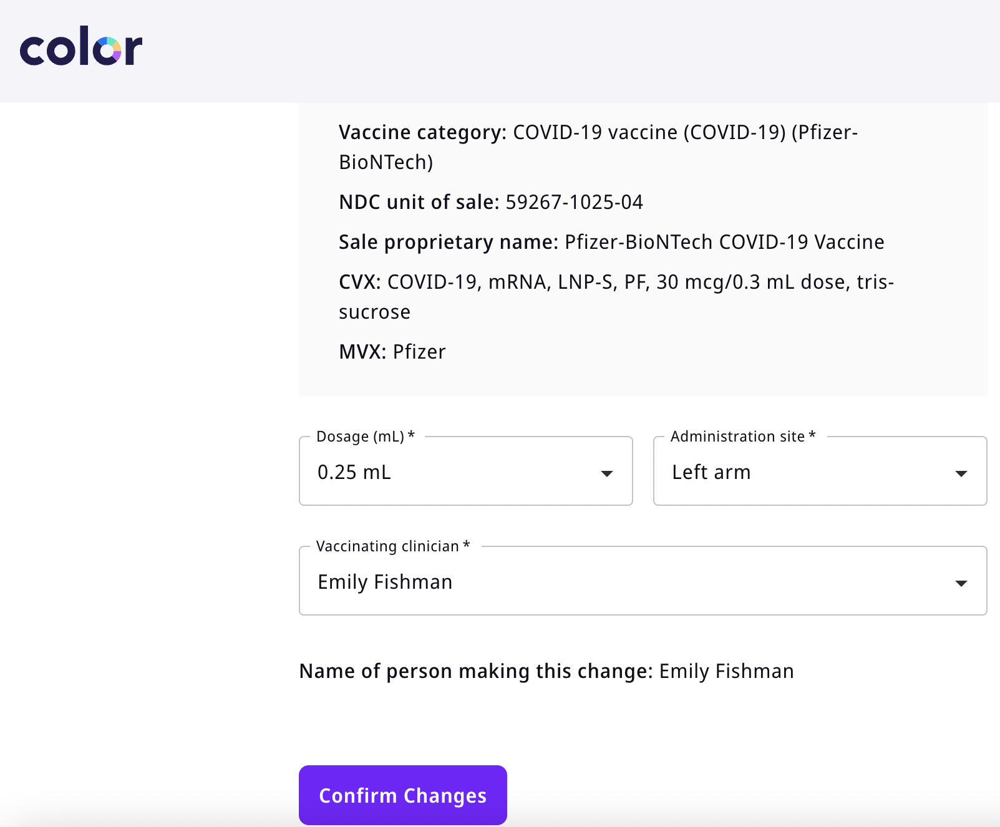 color
Vaccine category: COVID-19 vaccine (COVID-19) (Pfizer-
BioNTech)
NDC unit of sale: 59267-1025-04
Sale proprietary name: Pfizer-BioNTech COVID-19 Vaccine
CVX: COVID-19, mRNA, LNP-S, PF, 30 mcg/0.3 mL dose, tris-
sucrose
MVX: Pfizer
Dosage (mL) *
0.25 mL
Administration site *
Left arm
Vaccinating clinician *
Emily Fishman
Name of person making this change: Emily Fishman
Confirm Changes